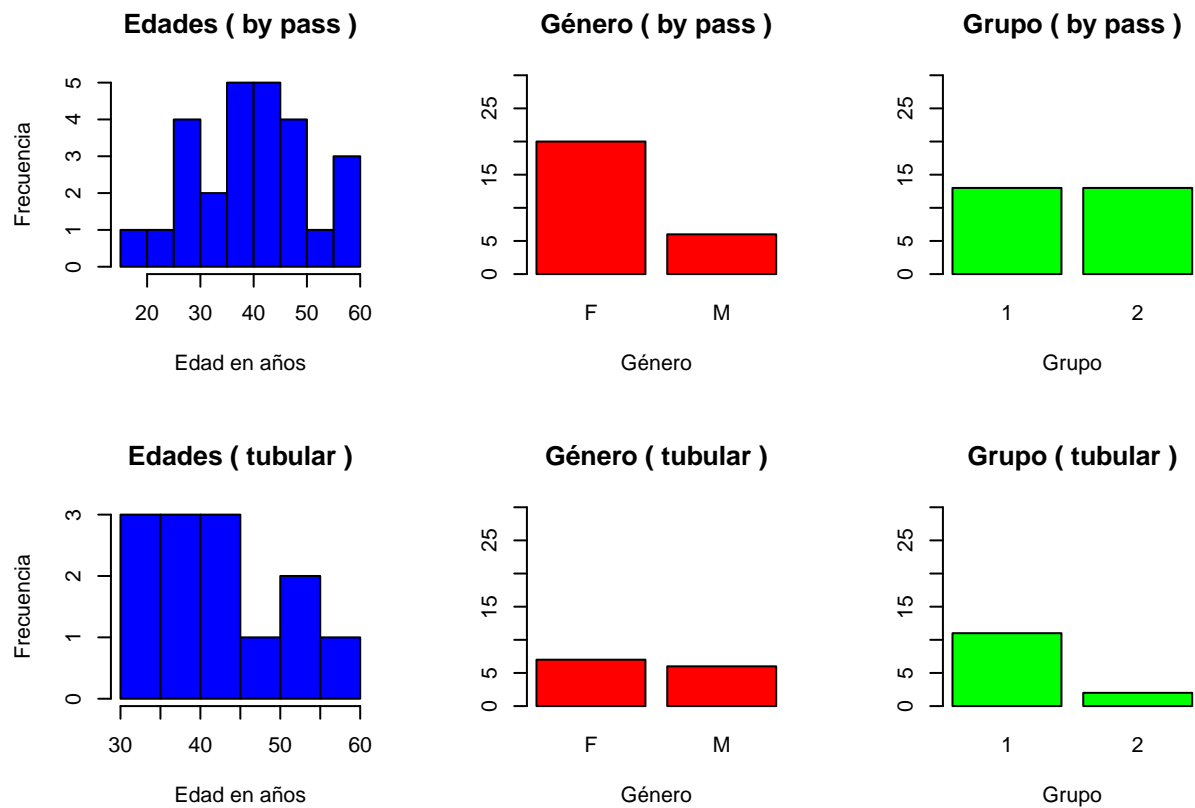 Edades ( by pass )
Frecuencia
5
4
3
2
1
0
20 30 40 50 60
Edad en años
Género ( by pass )
25
15
5
0
F M
Género
Grupo ( by pass )
25
15
5
0
1 2
Grupo
Edades ( tubular )
Frecuencia
3
2
1
0
30 40 50 60
Edad en años
Género ( tubular )
25
15
5
0
F M
Género
Grupo ( tubular )
25
15
5
0
1 2
Grupo